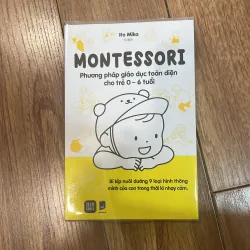 Ito Mika
MONTESSORI
Phương pháp giáo dục toàn diện
cho trẻ 0 - 6 tuổi
Bí kíp nuôi dưỡng 9 loại hình thông
minh của con trong thời kì nhạy cảm.